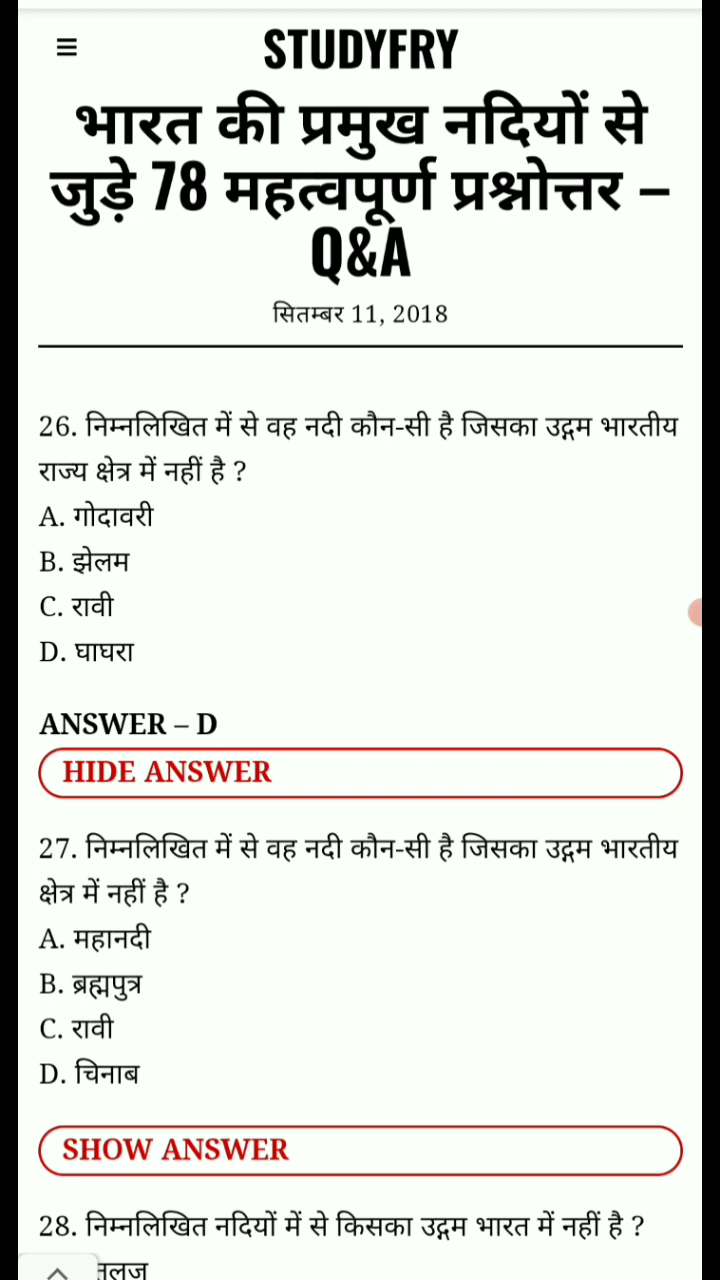 STUDYFRY
भारत की प्रमुख नदियों से
जुड़े 78 महत्वपूर्ण प्रश्नोत्तर –
Q&A
सितम्बर 11, 2018
26. निम्नलिखित में से वह नदी कौन-सी है जिसका उद्गम भारतीय
राज्य क्षेत्र में नहीं है ?
A. गोदावरी
B. झेलम
C. रावी
D. घाघरा
ANSWER – D
HIDE ANSWER
27. निम्नलिखित में से वह नदी कौन-सी है जिसका उद्गम भारतीय
क्षेत्र में नहीं है ?
A. महानदी
B. ब्रह्मपुत्र
C. रावी
D. चिनाब
SHOW ANSWER
28. निम्नलिखित नदियों में से किसका उद्गम भारत में नहीं है ?